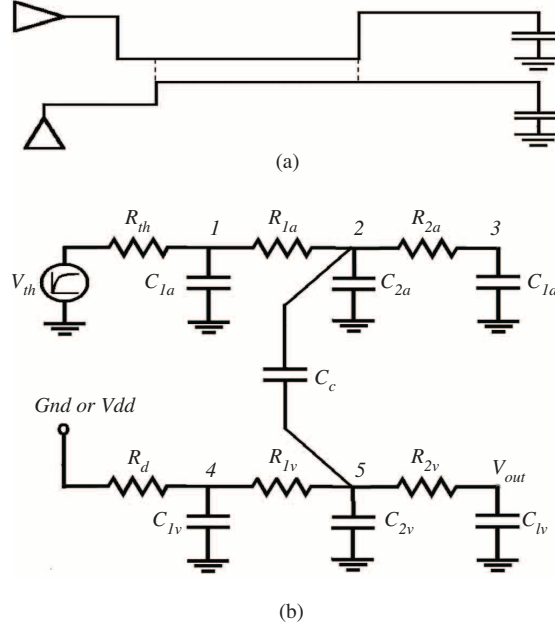 (a)
R_th 1 R_1a 2 R_2a 3
V_th C_1a C_2a C_1a
C_c
Gnd or Vdd
R_d 4 R_1v 5 R_2v V_out
C_1v C_2v C_lv
(b)